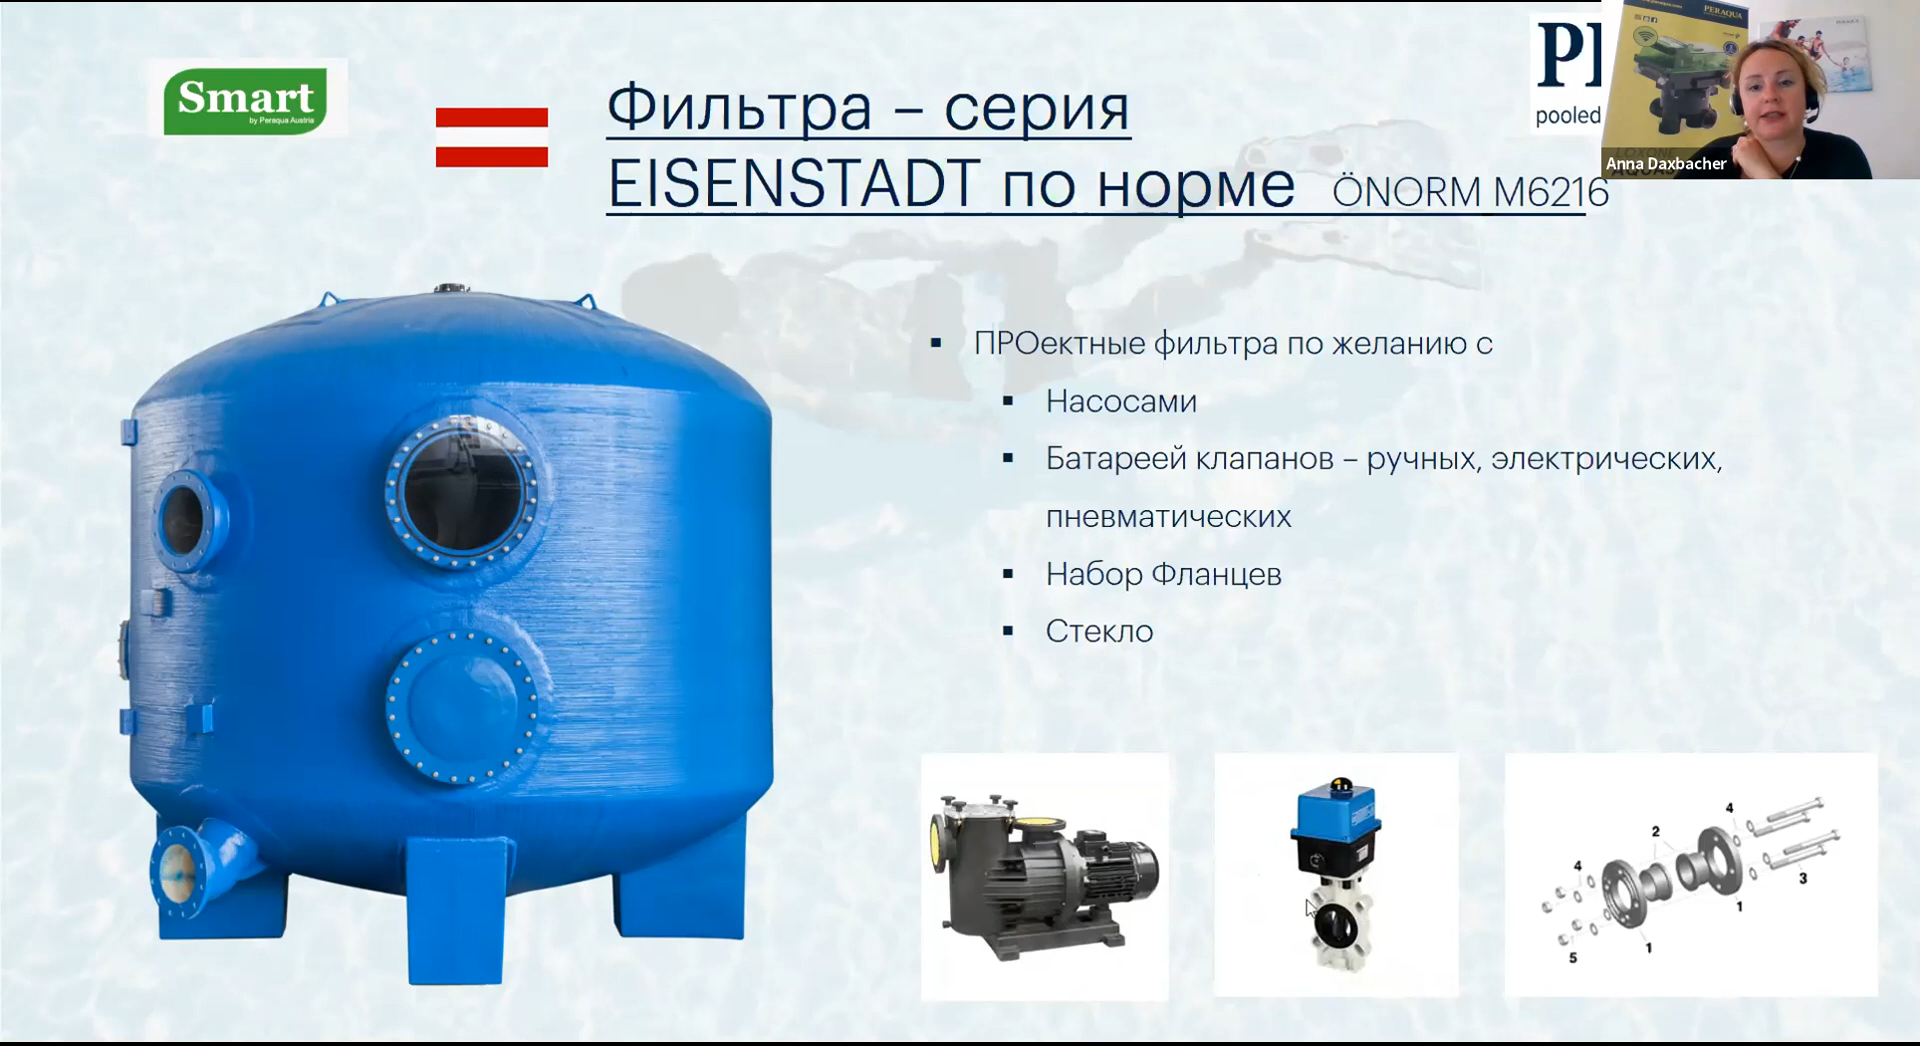 Smart
by Peraqua Austria
Фильтра – серия
EISENSTADT по норме ÖNORM M6216
pooled
PERAQUA
Anna Daxbacher
▪ ПРОектные фильтра по желанию с
▪ Насосами
▪ Батареей клапанов – ручных, электрических,
пневматических
▪ Набор Фланцев
▪ Стекло
4
2
4
3
1
1
5